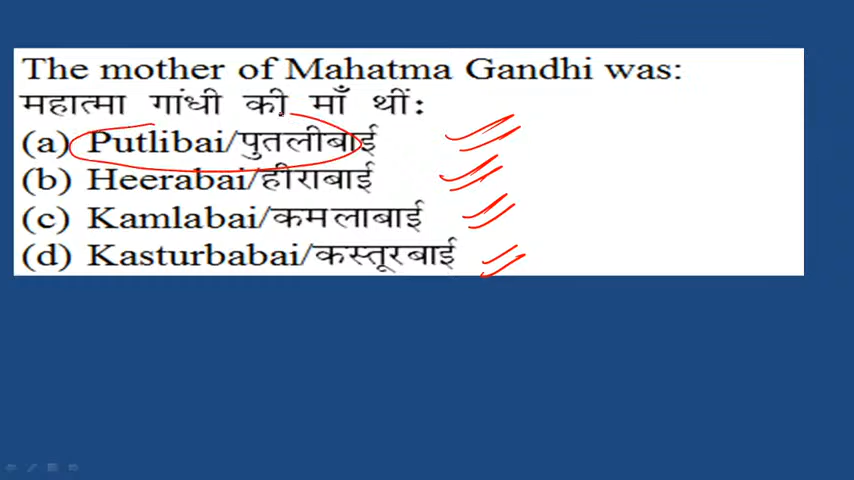 The mother of Mahatma Gandhi was:
महात्मा गांधी की माँ थीं:
(a) Putlibai/पुतलीबाई
(b) Heerabai/हीराबाई
(c) Kamlabai/कमलाबाई
(d) Kasturbabai/कस्तूरबाई